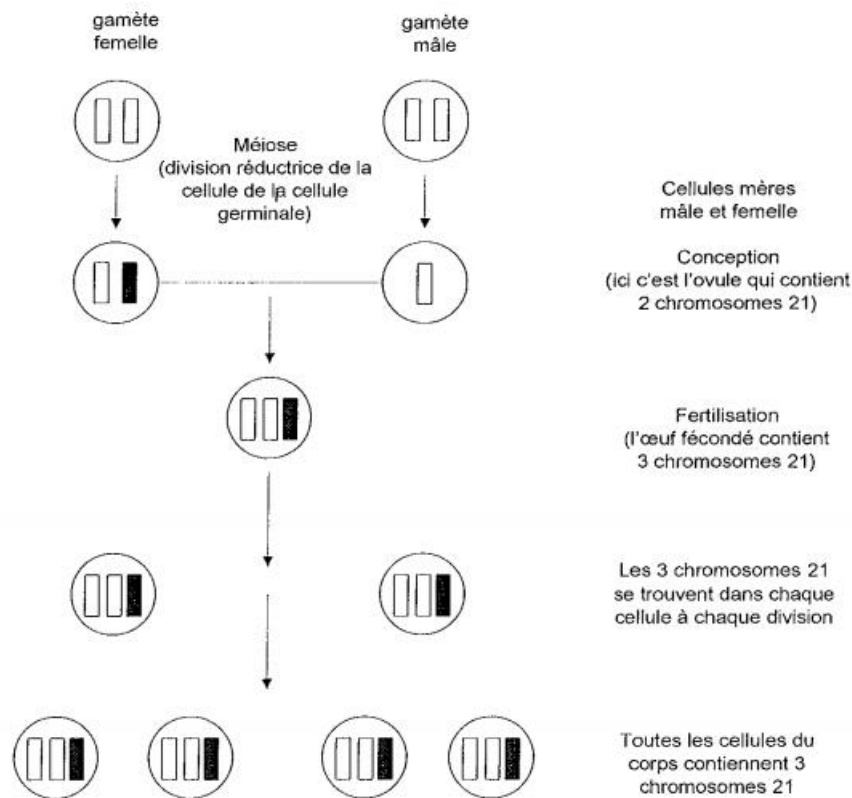 gamète
femelle
gamète
mâle
Méiose
(division réductrice de la
cellule de la cellule
germinale)
Cellules mères
mâle et femelle
Conception
(ici c'est l'ovule qui contient
2 chromosomes 21)
Fertilisation
(l'œuf fécondé contient
3 chromosomes 21)
Les 3 chromosomes 21
se trouvent dans chaque
cellule à chaque division
Toutes les cellules du
corps contiennent 3
chromosomes 21